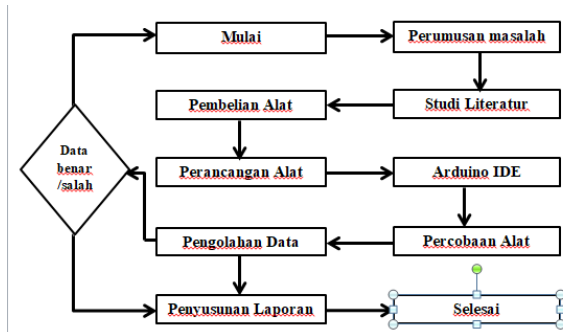 Mulai
Perumusan masalah
Pembelian Alat
Studi Literatur
Data
benar
/salah
Perancangan Alat
Arduino IDE
Pengolahan Data
Percobaan Alat
Penyusunan Laporan
Selesai